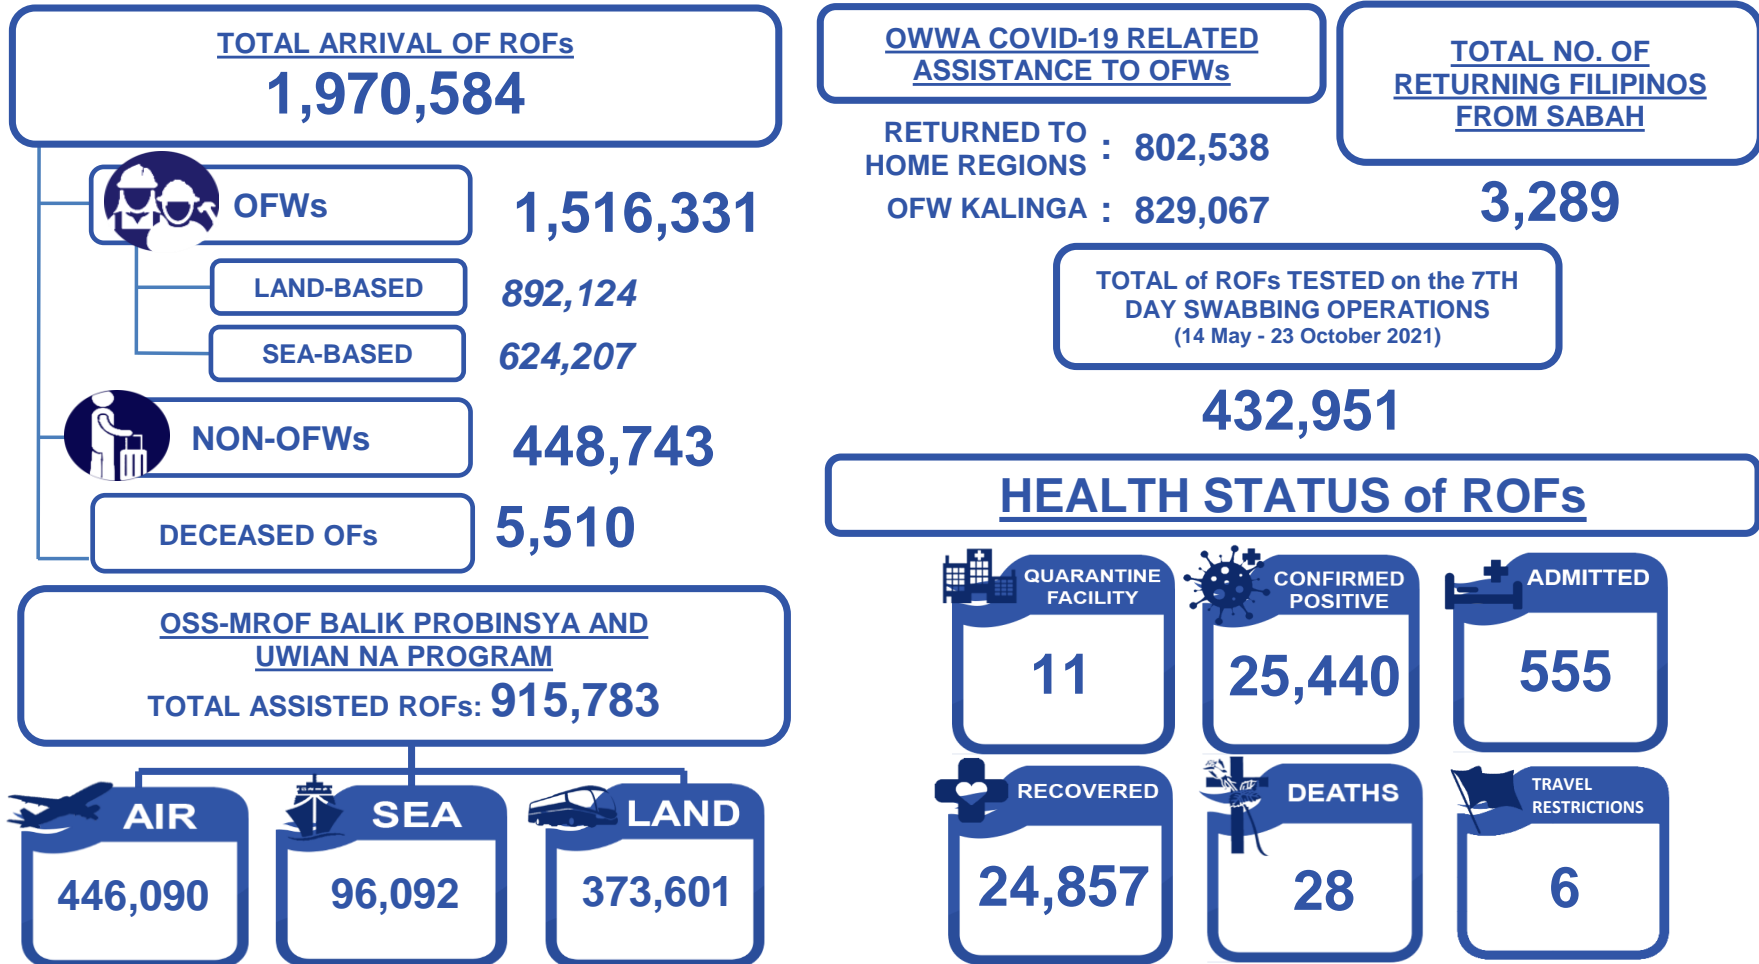 TOTAL ARRIVAL OF ROFs
1,970,584
OFWs
1,516,331
LAND-BASED
892,124
SEA-BASED
624,207
NON-OFWs
448,743
DECEASED OFs
5,510
OSS-MROF BALIK PROBINSYA AND
UWIAN NA PROGRAM
TOTAL ASSISTED ROFs: 915,783
AIR
446,090
SEA
96,092
LAND
373,601
OWWA COVID-19 RELATED
ASSISTANCE TO OFWs
RETURNED TO
HOME REGIONS : 802,538
OFW KALINGA : 829,067
TOTAL NO. OF
RETURNING FILIPINOS
FROM SABAH
3,289
TOTAL of ROFs TESTED on the 7TH
DAY SWABBING OPERATIONS
(14 May - 23 October 2021)
432,951
HEALTH STATUS of ROFs
QUARANTINE
FACILITY
11
CONFIRMED
POSITIVE
25,440
ADMITTED
555
RECOVERED
24,857
DEATHS
28
TRAVEL
RESTRICTIONS
6